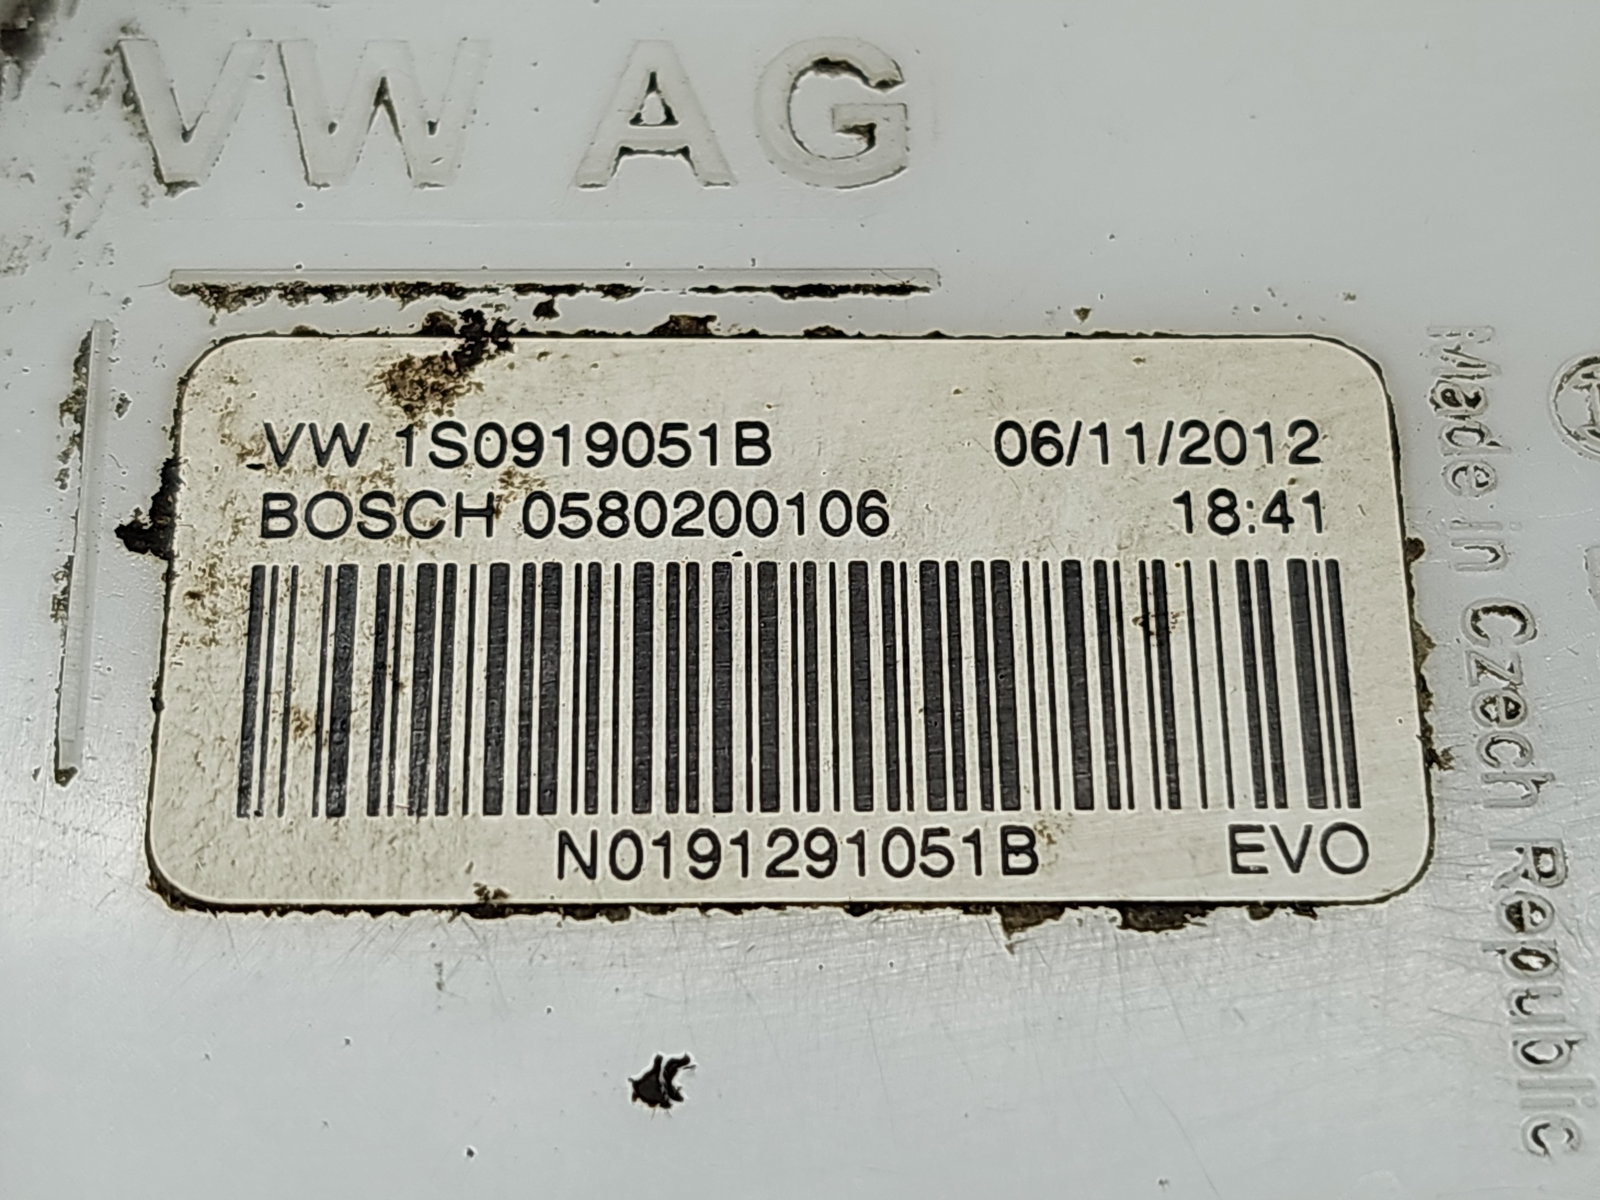 VW AG
VW 1S0919051B 06/11/2012
BOSCH 0580200106 18:41
N0191291051B EVO
Made in Czech Republic